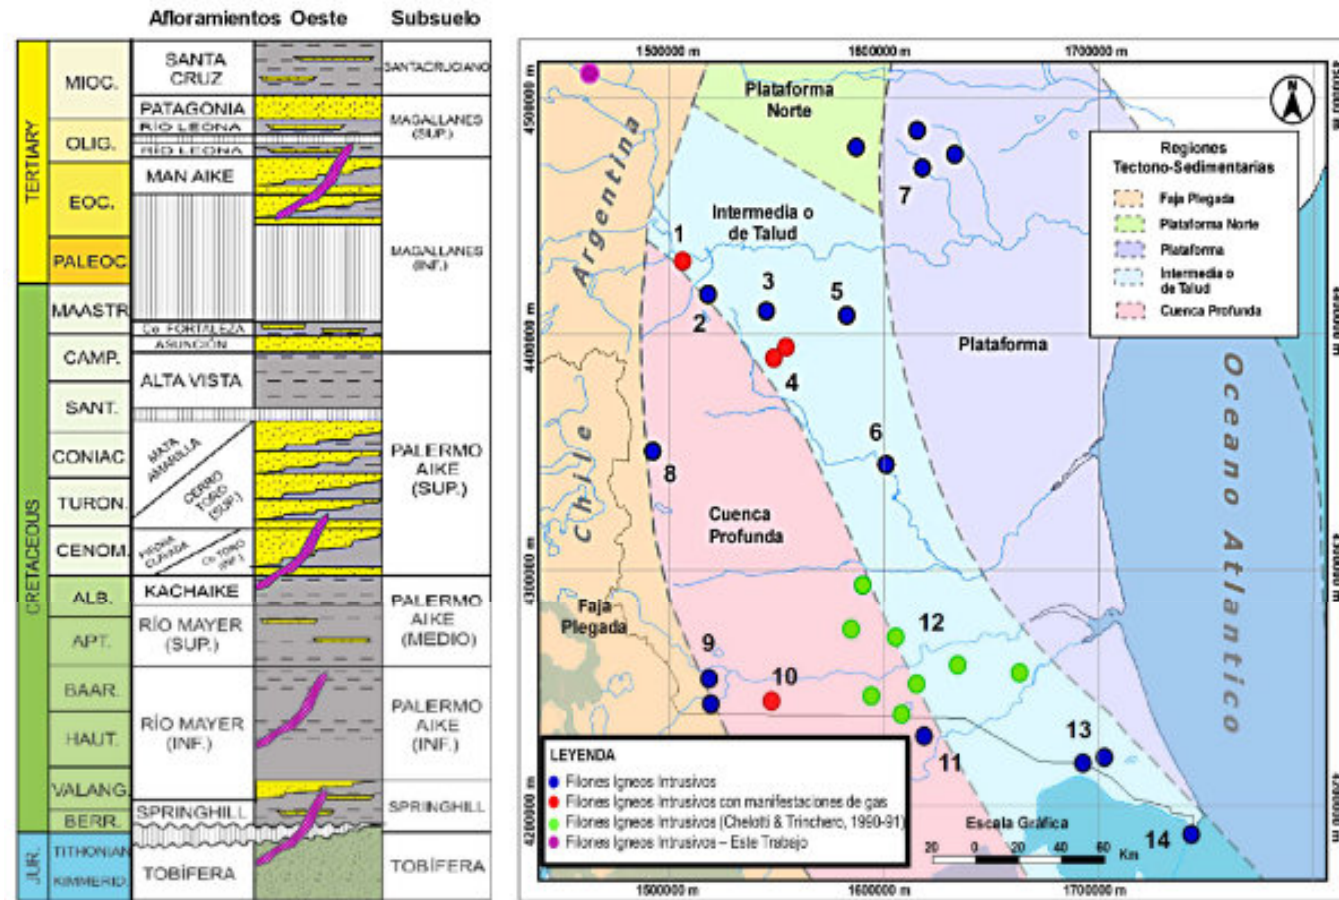 Afloramientos Oeste Subsuelo
TERTIARY
CRETACEOUS
JUR.
MIOC.
OLIG.
EOC.
PALEOC
MAASTR
CAMP.
SANT.
CONIAC
TURON.
CENOM.
ALB.
APT.
BAAR.
HAUT.
VALANG.
BERR.
TITHONIAN
KIMMERID.
SANTA
CRUZ
PATAGONIA
RÍO LEONA
RÍO LEONA
MAN AIKE
Co. FORTALEZA
ASUNCIÓN
ALTA VISTA
MATA
AMARILLA
CERRO
TORO
(SUP.)
PIEDRA
CLAVADA
Co. TORO
(INF.)
KACHAIKE
RÍO MAYER
(SUP.)
RÍO MAYER
(INF.)
SPRINGHILL
TOBÍFERA
SANTACRUCIANO
MAGALLANES
(SUP.)
MAGALLANES
(INF.)
PALERMO
AIKE
(SUP.)
PALERMO
AIKE
(MEDIO)
PALERMO
AIKE
(INF.)
SPRINGHILL
TOBÍFERA
1500000 m 1600000 m 1700000 m
4500000 m
4400000 m
4300000 m
4200000 m
N
Plataforma
Norte
Argentina
Chile
Intermedia o
de Talud
Plataforma
Cuenca
Profunda
Faja
Plegada
Oceano Atlantico
1
2
3
4
5
6
7
8
9
10
11
12
13
14
Regiones
Tectono-Sedimentarias
Faja Plegada
Plataforma Norte
Plataforma
Intermedia o
de Talud
Cuenca Profunda
LEYENDA
Filones Igneos Intrusivos
Filones Igneos Intrusivos con manifestaciones de gas
Filones Igneos Intrusivos (Chelotti & Trinchero, 1990-91)
Filones Igneos Intrusivos – Este Trabajo
Escala Gráfica
20 0 20 40 60
Km
1500000 m 1600000 m 1700000 m